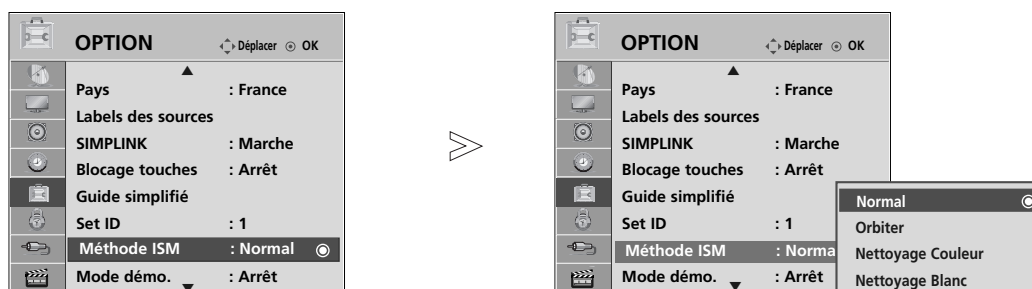 OPTION Déplacer OK
Pays : France
Labels des sources
SIMPLINK : Marche
Blocage touches : Arrêt
Guide simplifié
Set ID : 1
Méthode ISM : Normal
Mode démo. : Arrêt
OPTION Déplacer OK
Pays : France
Labels des sources
SIMPLINK : Marche
Blocage touches : Arrêt
Guide simplifié
Set ID : 1
Méthode ISM : Norma
Mode démo. : Arrêt
Normal
Orbiter
Nettoyage Couleur
Nettoyage Blanc